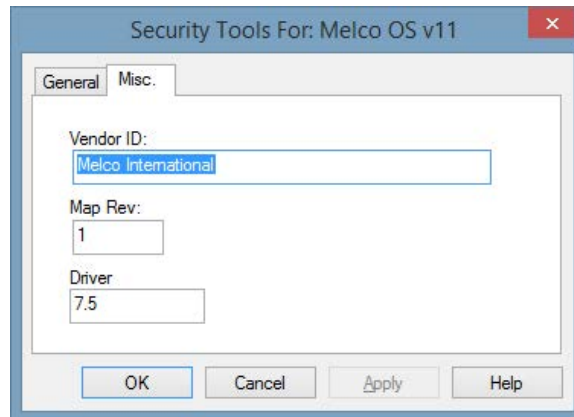 Security Tools For: Melco OS v11
General Misc.
Vendor ID:
Melco International
Map Rev:
1
Driver
7.5
OK Cancel Apply Help